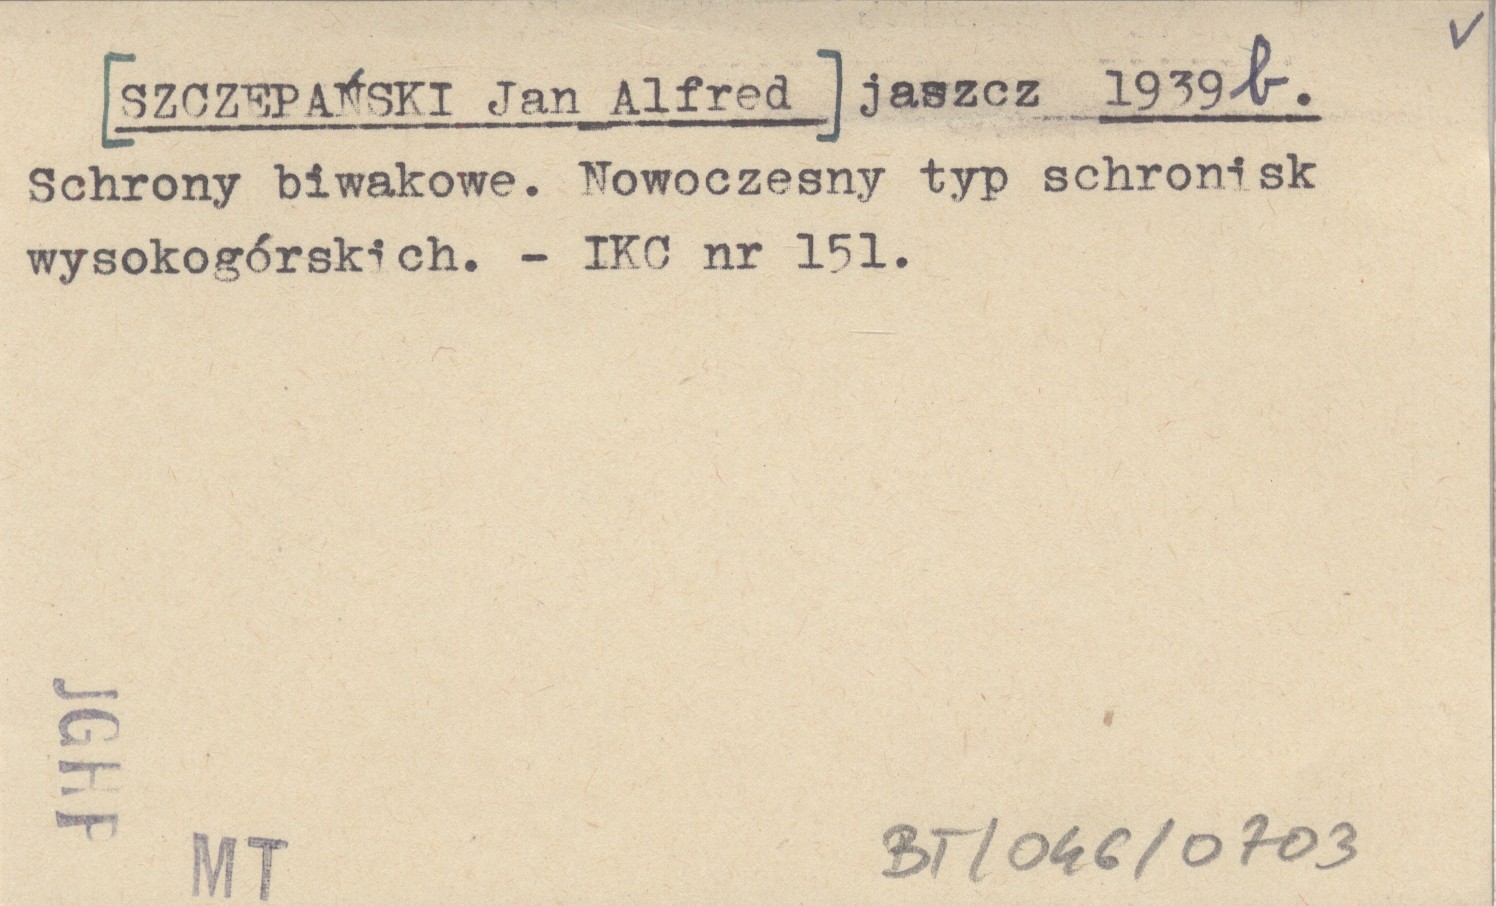 [SZCZEPAŃSKI Jan Alfred] jaszcz 1939b.
Schrony biwakowe. Nowoczesny typ schronisk
wysokogórskich. - IKC nr 151.
JGHP
MT
BT/046/0703